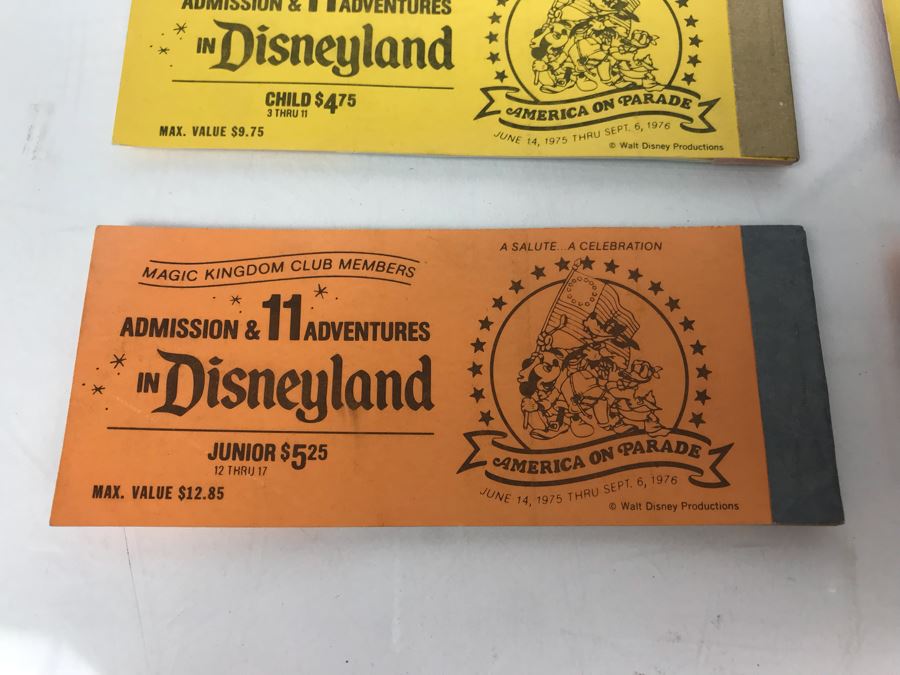 ADMISSION & 11 ADVENTURES
IN Disneyland
CHILD $4.75
3 THRU 11
MAX. VALUE $9.75
AMERICA ON PARADE
JUNE 14, 1975 THRU SEPT. 6, 1976
© Walt Disney Productions
MAGIC KINGDOM CLUB MEMBERS
ADMISSION & 11 ADVENTURES
IN Disneyland
JUNIOR $5.25
12 THRU 17
MAX. VALUE $12.85
A SALUTE...A CELEBRATION
AMERICA ON PARADE
JUNE 14, 1975 THRU SEPT. 6, 1976
© Walt Disney Productions